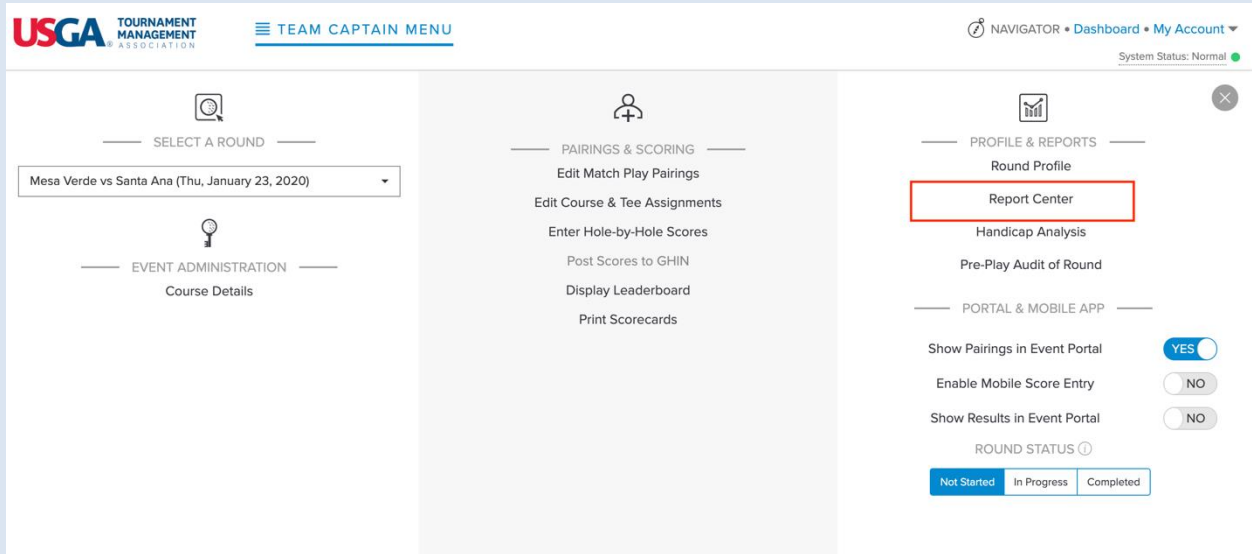 USGA
®
TOURNAMENT
MANAGEMENT
ASSOCIATION
TEAM CAPTAIN MENU
NAVIGATOR • Dashboard • My Account
System Status: Normal
SELECT A ROUND
Mesa Verde vs Santa Ana (Thu, January 23, 2020)
EVENT ADMINISTRATION
Course Details
PAIRINGS & SCORING
Edit Match Play Pairings
Edit Course & Tee Assignments
Enter Hole-by-Hole Scores
Post Scores to GHIN
Display Leaderboard
Print Scorecards
PROFILE & REPORTS
Round Profile
Report Center
Handicap Analysis
Pre-Play Audit of Round
PORTAL & MOBILE APP
Show Pairings in Event Portal YES
Enable Mobile Score Entry NO
Show Results in Event Portal NO
ROUND STATUS i
Not Started In Progress Completed